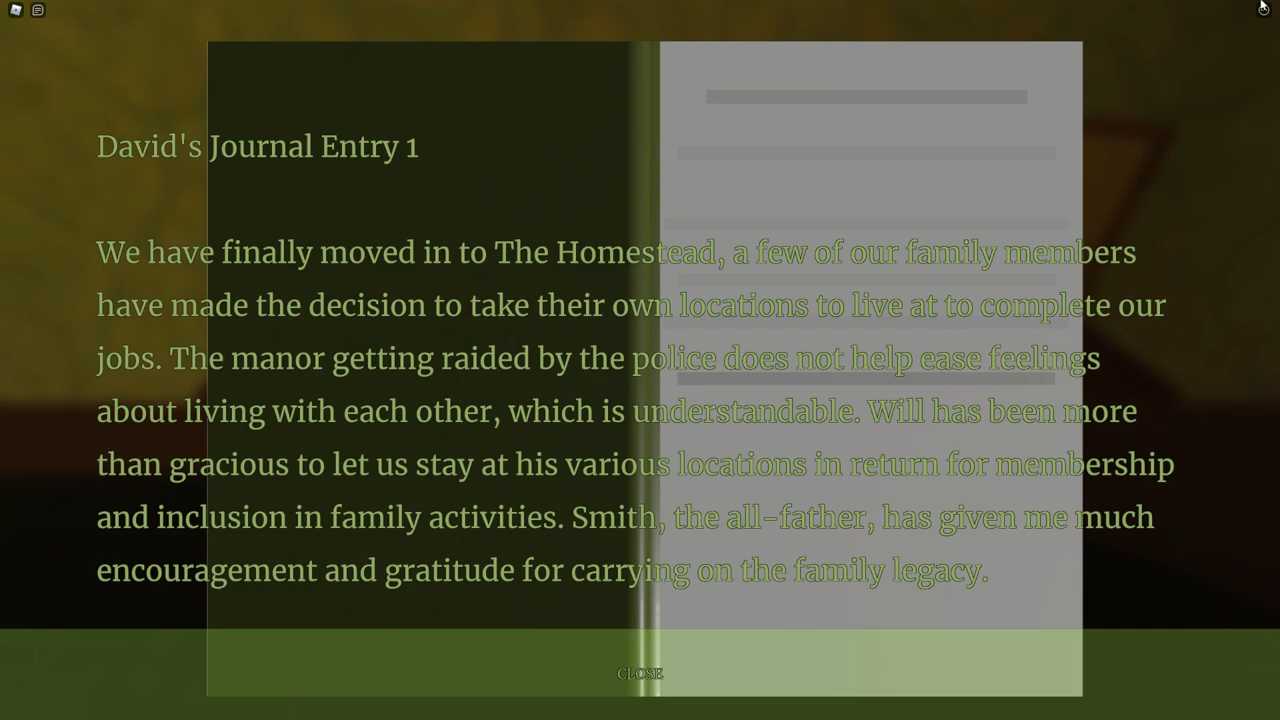 David's Journal Entry 1
We have finally moved in to The Homestead, a few of our family members
have made the decision to take their own locations to live at to complete our
jobs. The manor getting raided by the police does not help ease feelings
about living with each other, which is understandable. Will has been more
than gracious to let us stay at his various locations in return for membership
and inclusion in family activities. Smith, the all-father, has given me much
encouragement and gratitude for carrying on the family legacy.
CLOSE